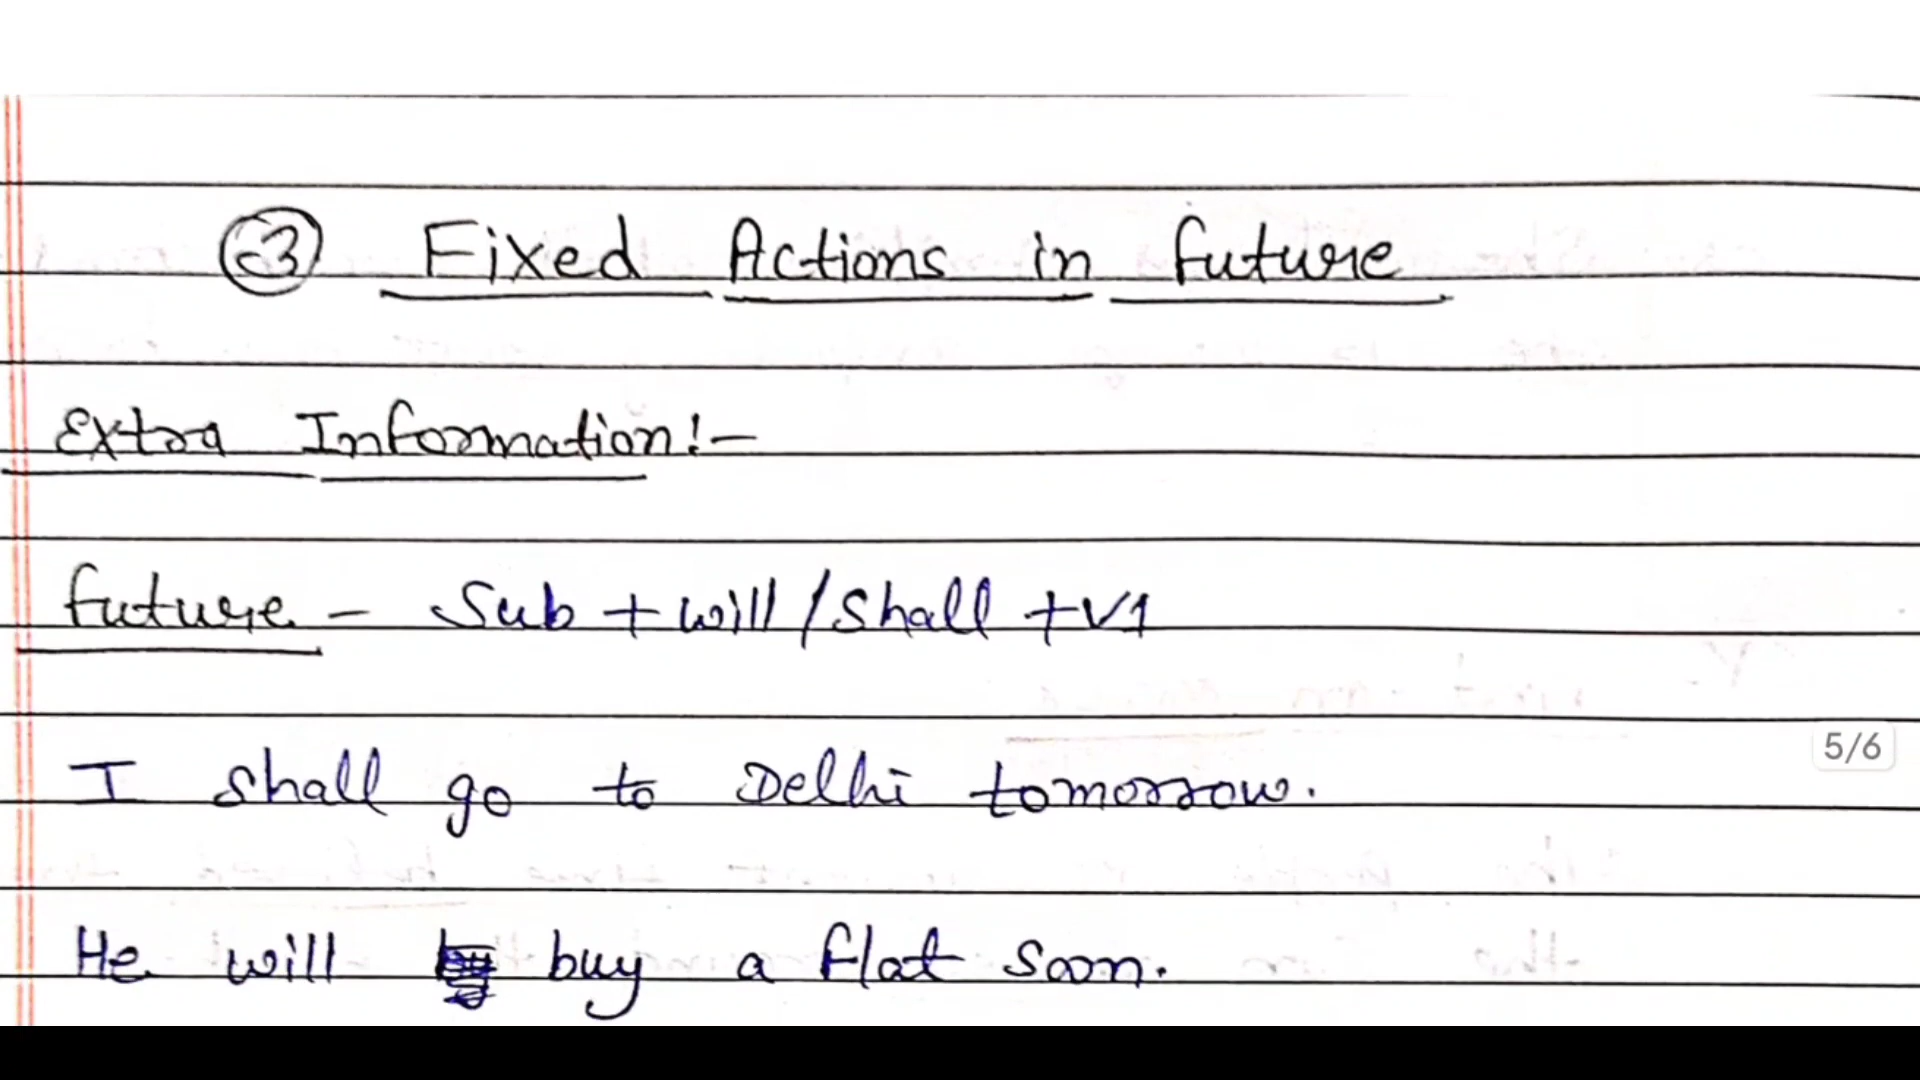 3 Fixed Actions in future
Extra Information:-
future - Sub + will/shall + V1
I shall go to Delhi tomorrow.
5/6
He will buy a flat soon.